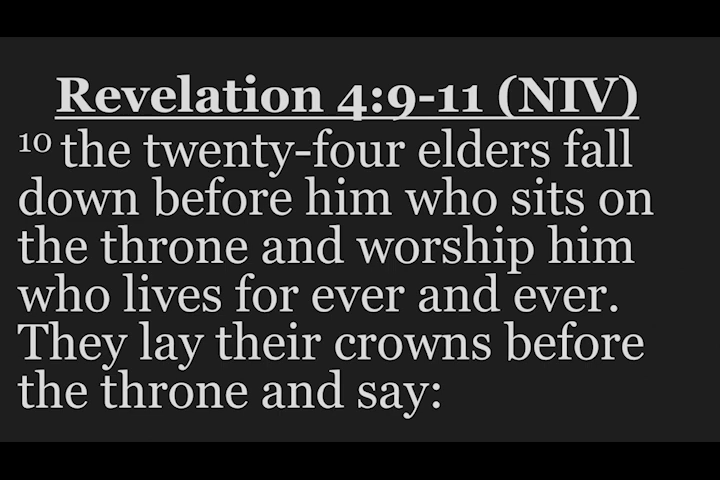 Revelation 4:9-11 (NIV)
10 the twenty-four elders fall
down before him who sits on
the throne and worship him
who lives for ever and ever.
They lay their crowns before
the throne and say: